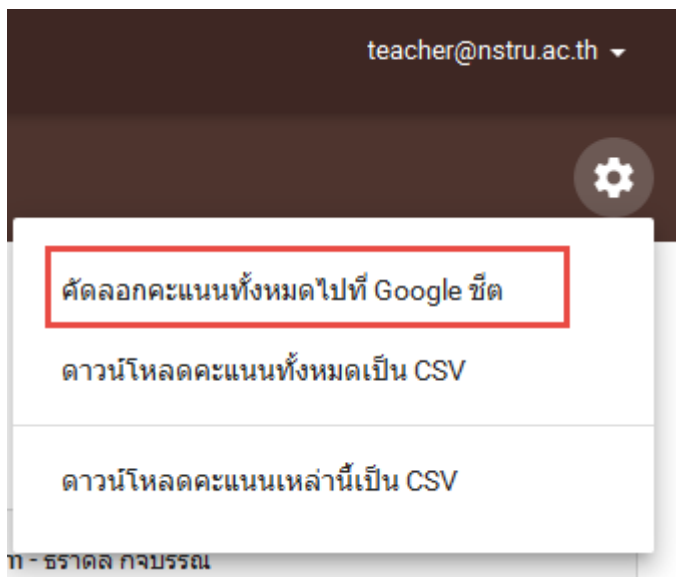 teacher@nstru.ac.th
คัดลอกคะแนนทั้งหมดไปที่ Google ชีต
ดาวน์โหลดคะแนนทั้งหมดเป็น CSV
ดาวน์โหลดคะแนนเหล่านี้เป็น CSV